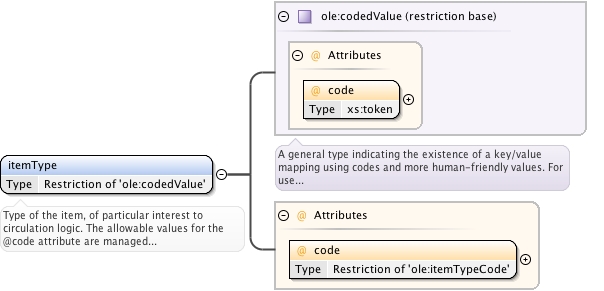 ole:codedValue (restriction base)
@ Attributes
@ code
Type xs:token
A general type indicating the existence of a key/value
mapping using codes and more human-friendly values. For
use...
itemType
Type Restriction of 'ole:codedValue'
Type of the item, of particular interest to
circulation logic. The allowable values for the
@code attribute are managed...
@ Attributes
@ code
Type Restriction of 'ole:itemTypeCode'